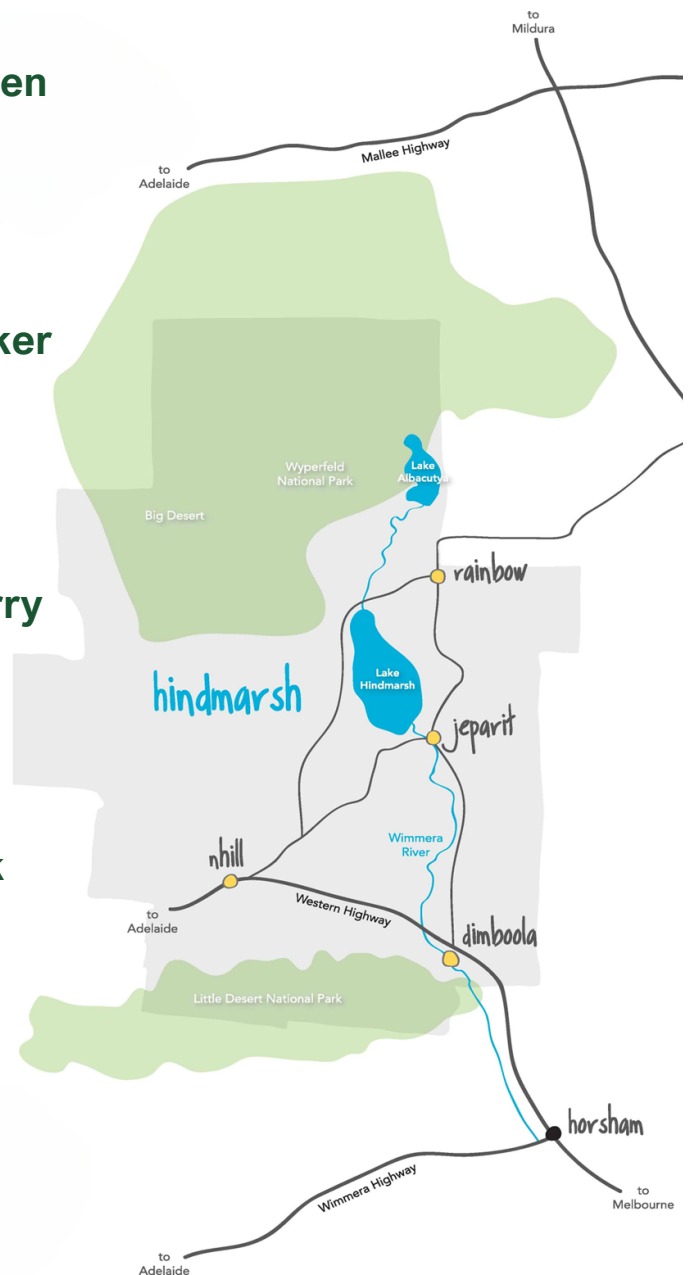 to
Mildura
en
Mallee Highway
to
Adelaide
ker
Lake
Albacutya
Wyperfeld
National Park
Big Desert
rainbow
rry
Lake
Hindmarsh
hindmarsh
jeparit
Wimmera
River
nhill
k
Western Highway
to
Adelaide
dimboola
Little Desert National Park
horsham
Wimmera Highway
to
Melbourne
to
Adelaide